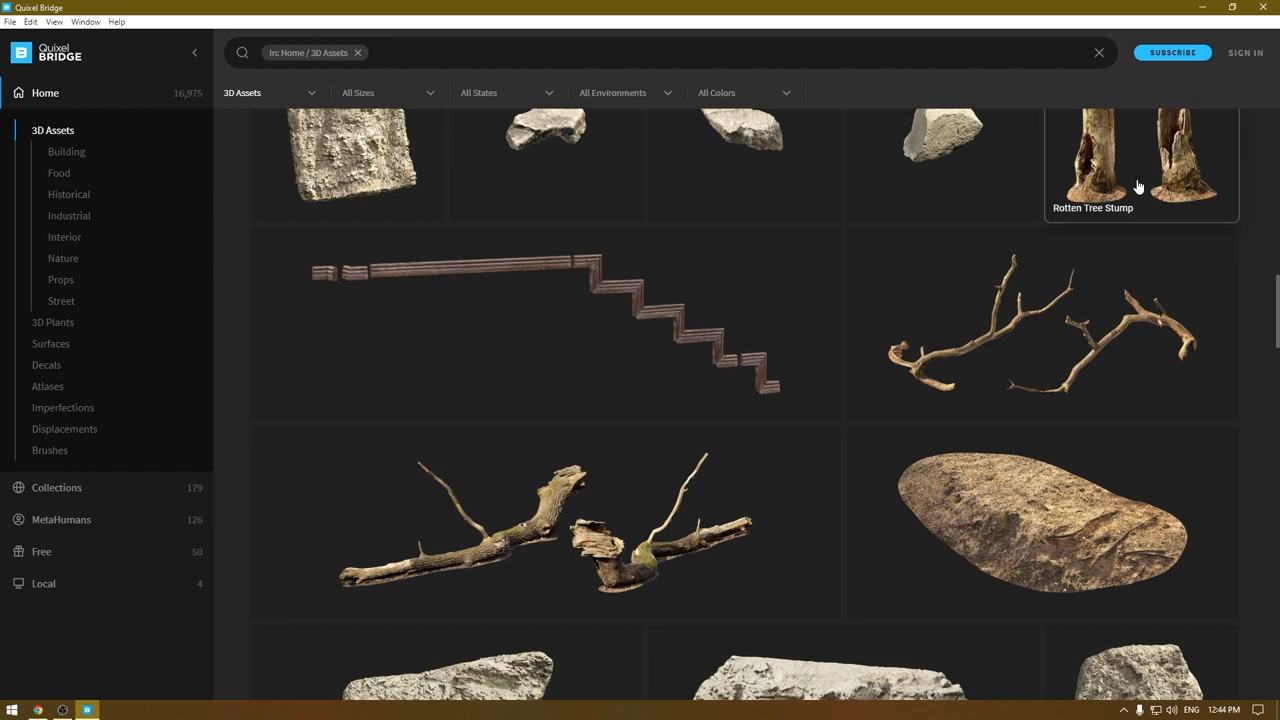 Quixel Bridge
File Edit View Window Help
Quixel
BRIDGE
In: Home / 3D Assets
SUBSCRIBE
SIGN IN
Home 16,975
3D Assets
All Sizes
All States
All Environments
All Colors
3D Assets
Building
Food
Historical
Industrial
Interior
Nature
Props
Street
3D Plants
Surfaces
Decals
Atlases
Imperfections
Displacements
Brushes
Collections 179
MetaHumans 126
Free 50
Local 4
Rotten Tree Stump
ENG 12:44 PM